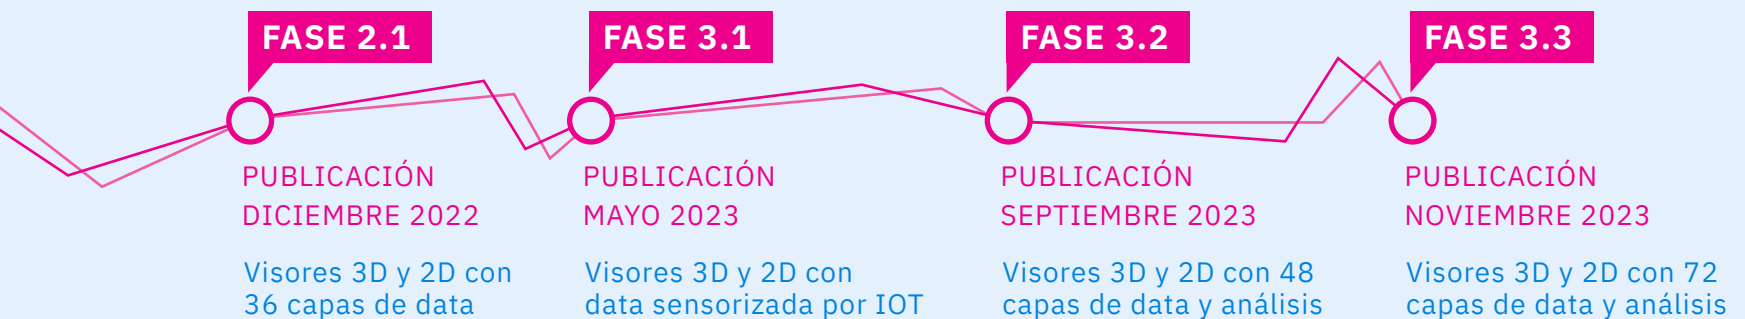 FASE 2.1
PUBLICACIÓN
DICIEMBRE 2022
Visores 3D y 2D con
36 capas de data
FASE 3.1
PUBLICACIÓN
MAYO 2023
Visores 3D y 2D con
data sensorizada por IOT
FASE 3.2
PUBLICACIÓN
SEPTIEMBRE 2023
Visores 3D y 2D con 48
capas de data y análisis
FASE 3.3
PUBLICACIÓN
NOVIEMBRE 2023
Visores 3D y 2D con 72
capas de data y análisis